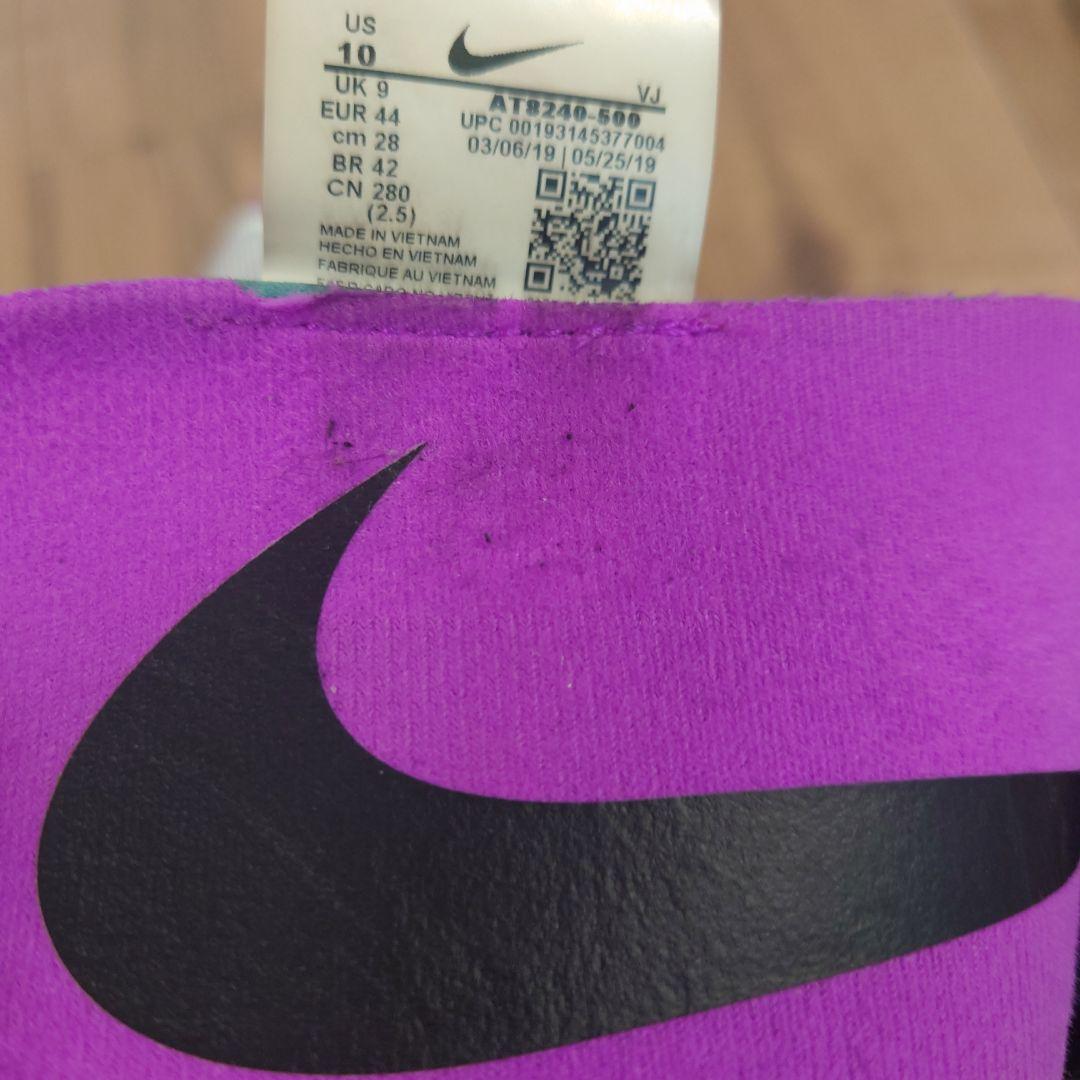 US
10
UK 9
EUR 44
cm 28
BR 42
CN 280
(2.5)
VJ
AT8240-500
UPC 00193145377004
03/06/19 | 05/25/19
MADE IN VIETNAM
HECHO EN VIETNAM
FABRIQUE AU VIETNAM